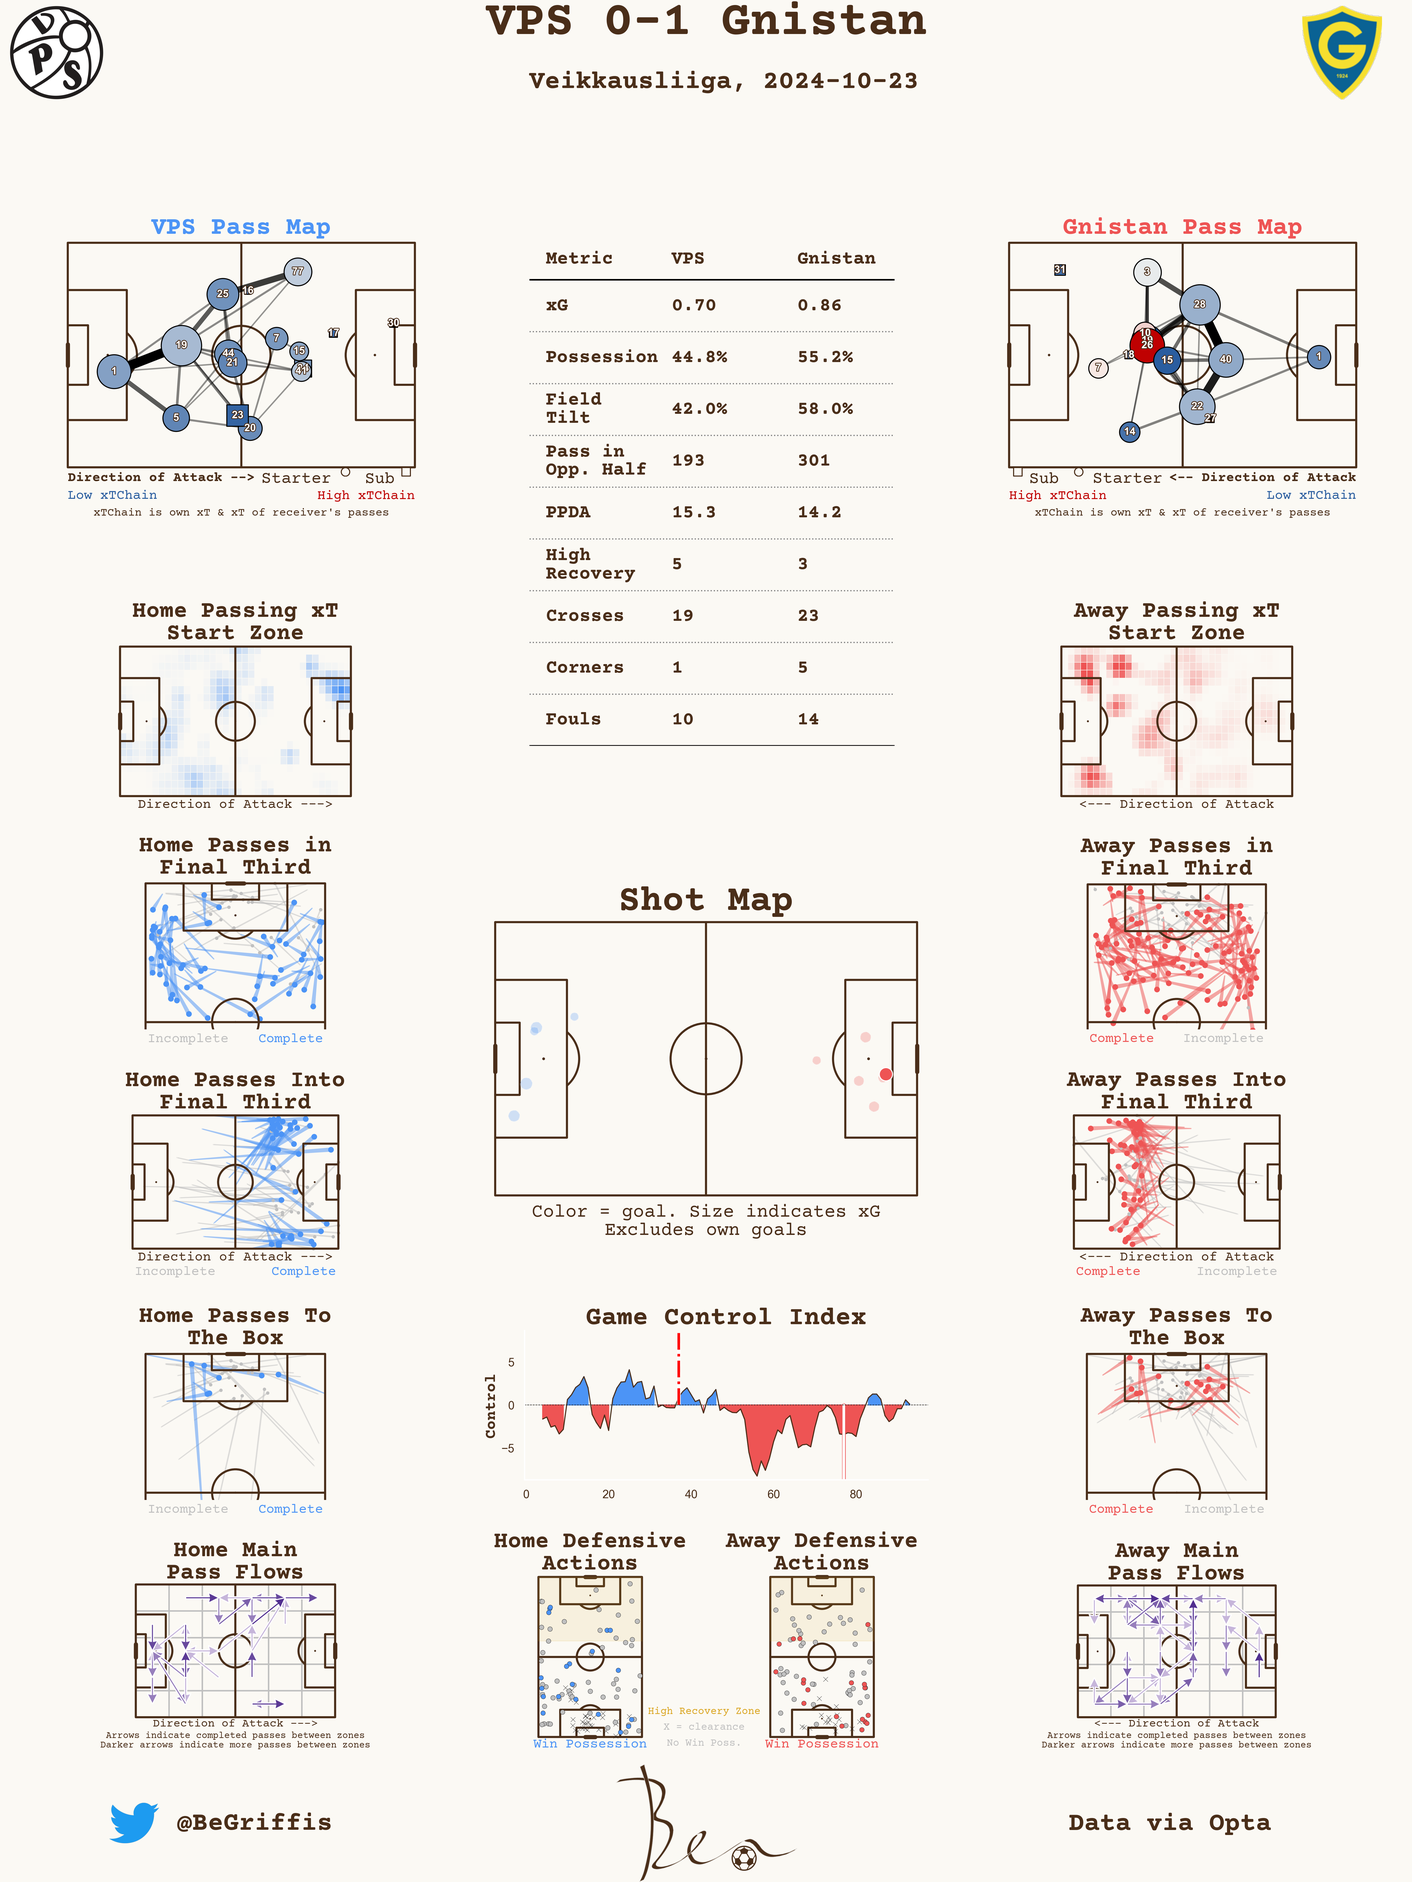 VPS 0-1 Gnistan
Veikkausliiga, 2024-10-23
V
P
S
G
1924
VPS Pass Map
77
25
16
19
7
17
30
44
15
21
1
41
5
23
20
Direction of Attack --> Starter Sub
Low xTChain High xTChain
xTChain is own xT & xT of receiver's passes
Metric VPS Gnistan
xG 0.70 0.86
Possession 44.8% 55.2%
Field
Tilt 42.0% 58.0%
Pass in
Opp. Half 193 301
PPDA 15.3 14.2
High
Recovery 5 3
Crosses 19 23
Corners 1 5
Fouls 10 14
Gnistan Pass Map
31
3
28
10
26
18
15
40
1
7
22
27
14
Sub Starter <-- Direction of Attack
High xTChain Low xTChain
xTChain is own xT & xT of receiver's passes
Home Passing xT
Start Zone
Direction of Attack --->
Away Passing xT
Start Zone
<--- Direction of Attack
Home Passes in
Final Third
Incomplete Complete
Away Passes in
Final Third
Complete Incomplete
Shot Map
Color = goal. Size indicates xG
Excludes own goals
Home Passes Into
Final Third
Direction of Attack --->
Incomplete Complete
Away Passes Into
Final Third
<--- Direction of Attack
Complete Incomplete
Home Passes To
The Box
Incomplete Complete
Game Control Index
Control
5
0
−5
0 20 40 60 80
Away Passes To
The Box
Complete Incomplete
Home Main
Pass Flows
Direction of Attack --->
Arrows indicate completed passes between zones
Darker arrows indicate more passes between zones
Home Defensive
Actions
Win Possession
Away Defensive
Actions
Win Possession
High Recovery Zone
X = clearance
No Win Poss.
Away Main
Pass Flows
<--- Direction of Attack
Arrows indicate completed passes between zones
Darker arrows indicate more passes between zones
@BeGriffis
Ben
Data via Opta